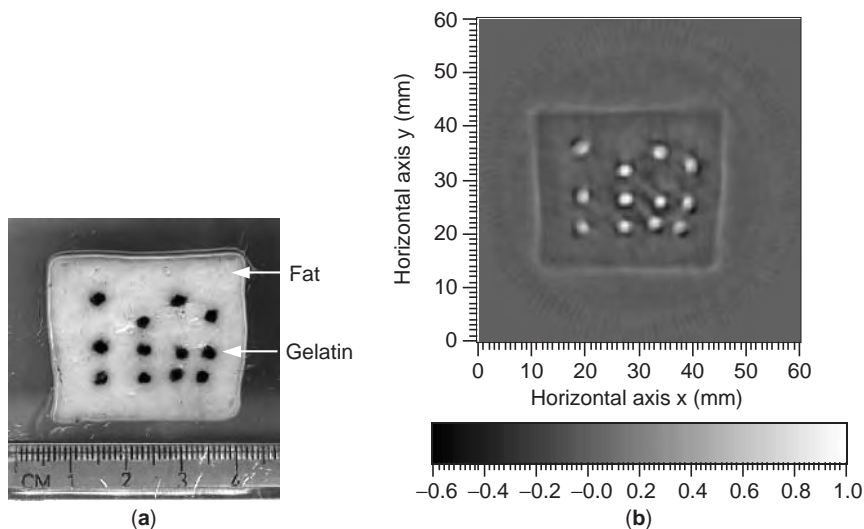 Fat
Gelatin
CM 1 2 3 4
(a)
60
50
40
30
20
10
0
Horizontal axis y (mm)
0 10 20 30 40 50 60
Horizontal axis x (mm)
−0.6 −0.4 −0.2 −0.0 0.2 0.4 0.6 0.8 1.0
(b)